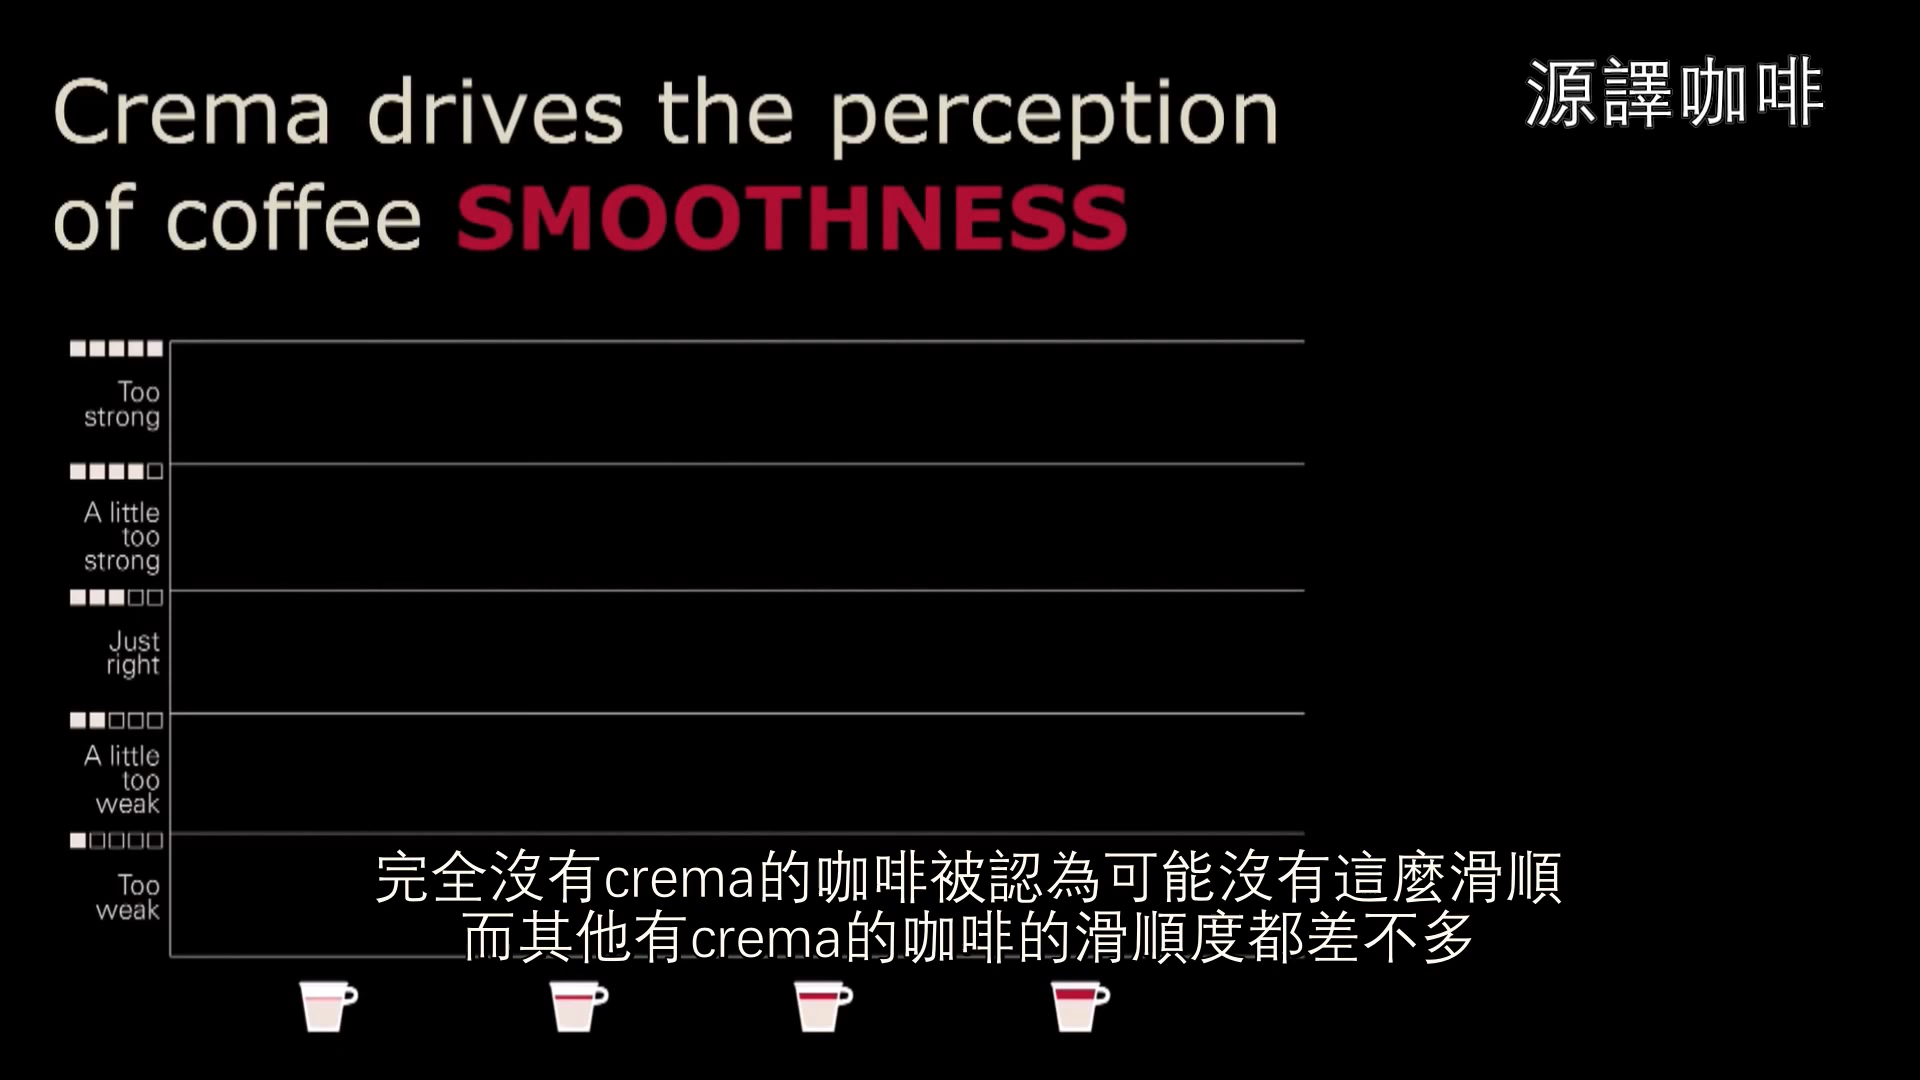 Crema drives the perception
of coffee SMOOTHNESS
源譯咖啡
Too
strong
A little
too
strong
Just
right
A little
too
weak
Too
weak
完全沒有crema的咖啡被認為可能沒有這麼滑順
而其他有crema的咖啡的滑順度都差不多